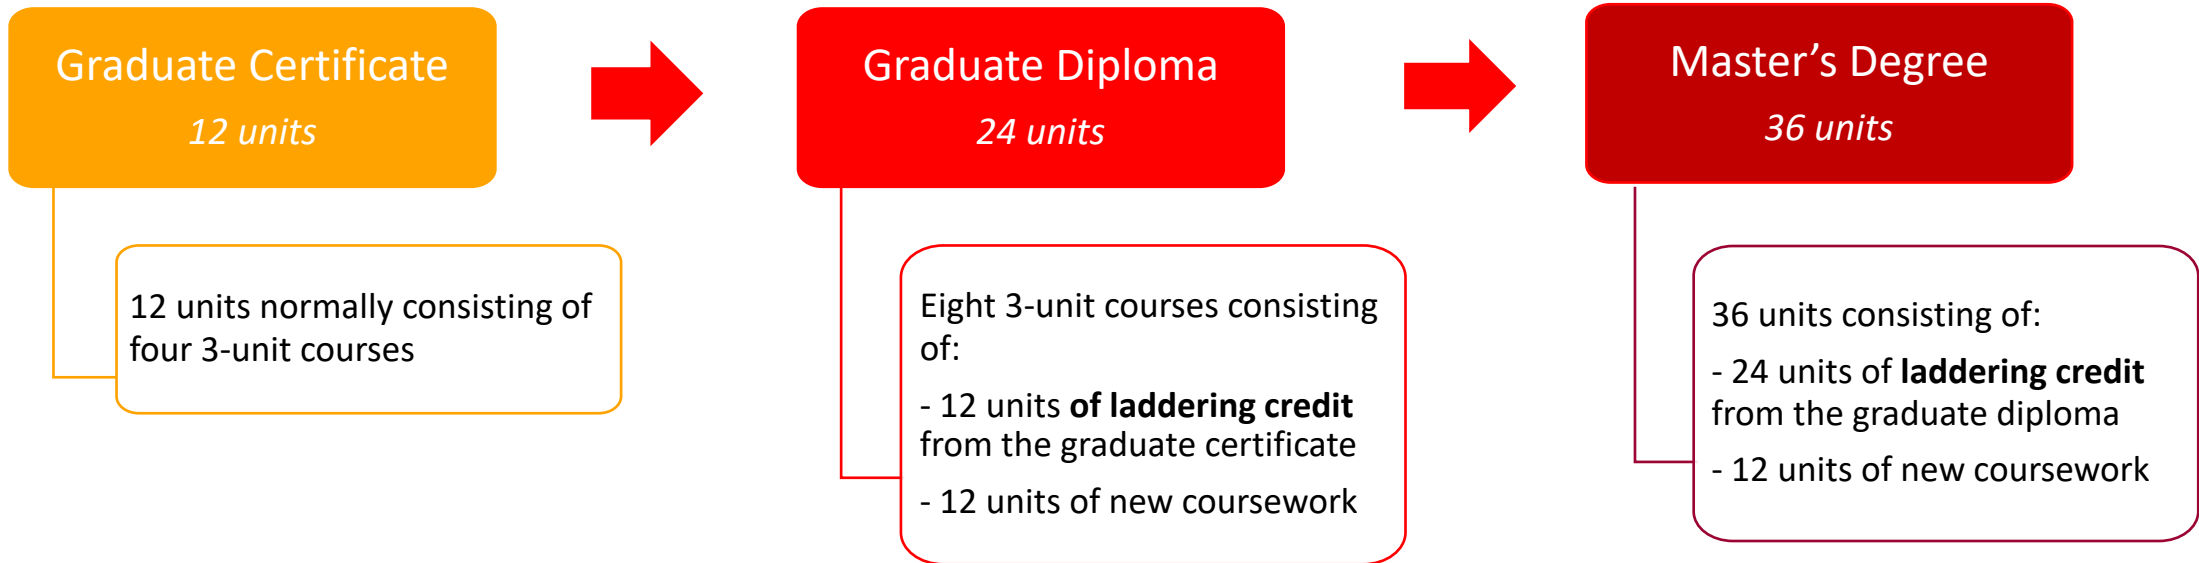 Graduate Certificate
12 units
12 units normally consisting of
four 3-unit courses
Graduate Diploma
24 units
Eight 3-unit courses consisting
of:
- 12 units of laddering credit
from the graduate certificate
- 12 units of new coursework
Master’s Degree
36 units
36 units consisting of:
- 24 units of laddering credit
from the graduate diploma
- 12 units of new coursework